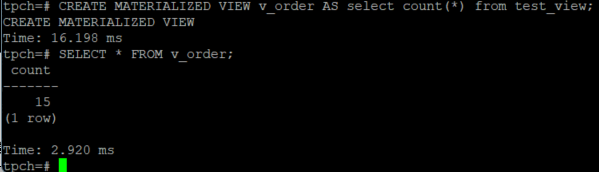 tpch=# CREATE MATERIALIZED VIEW v_order AS select count(*) from test_view;
CREATE MATERIALIZED VIEW
Time: 16.198 ms
tpch=# SELECT * FROM v_order;
 count
-------
    15
(1 row)

Time: 2.920 ms
tpch=#